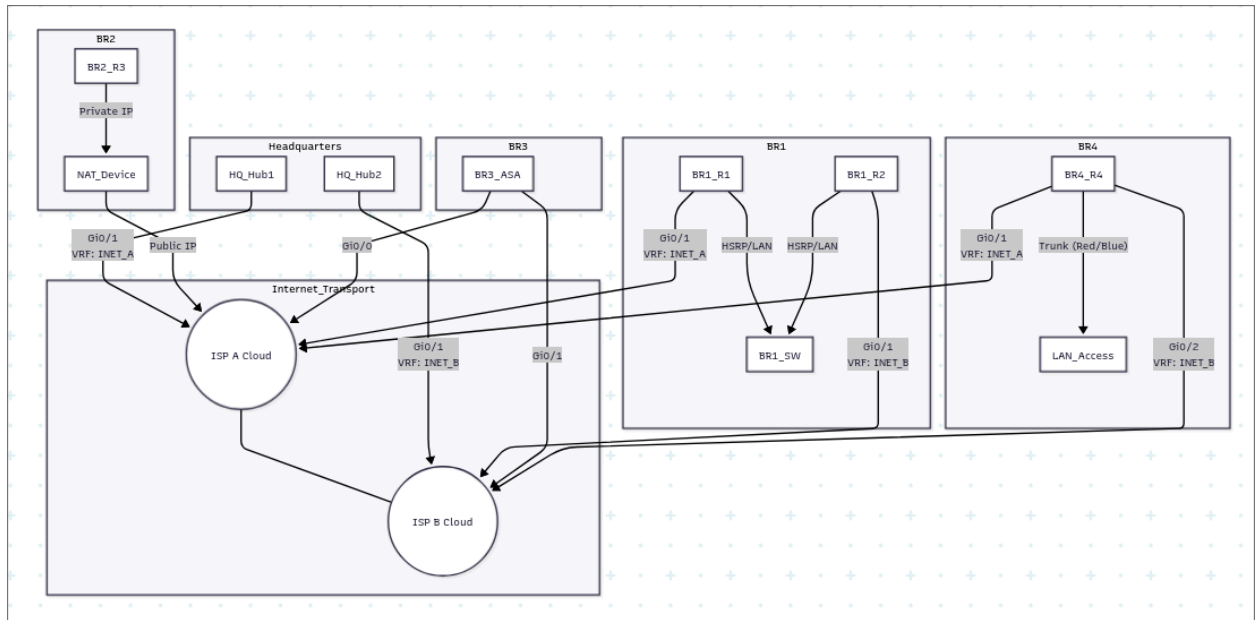 BR2
BR2_R3
Private IP
NAT_Device
Headquarters
HQ_Hub1
HQ_Hub2
BR3
BR3_ASA
BR1
BR1_R1
BR1_R2
BR4
BR4_R4
Gi0/1
VRF: INET_A
Public IP
Gi0/0
Gi0/1
VRF: INET_A
HSRP/LAN
HSRP/LAN
Gi0/1
VRF: INET_A
Trunk (Red/Blue)
Internet_Transport
ISP A Cloud
Gi0/1
VRF: INET_B
Gi0/1
BR1_SW
Gi0/1
VRF: INET_B
LAN_Access
Gi0/2
VRF: INET_B
ISP B Cloud